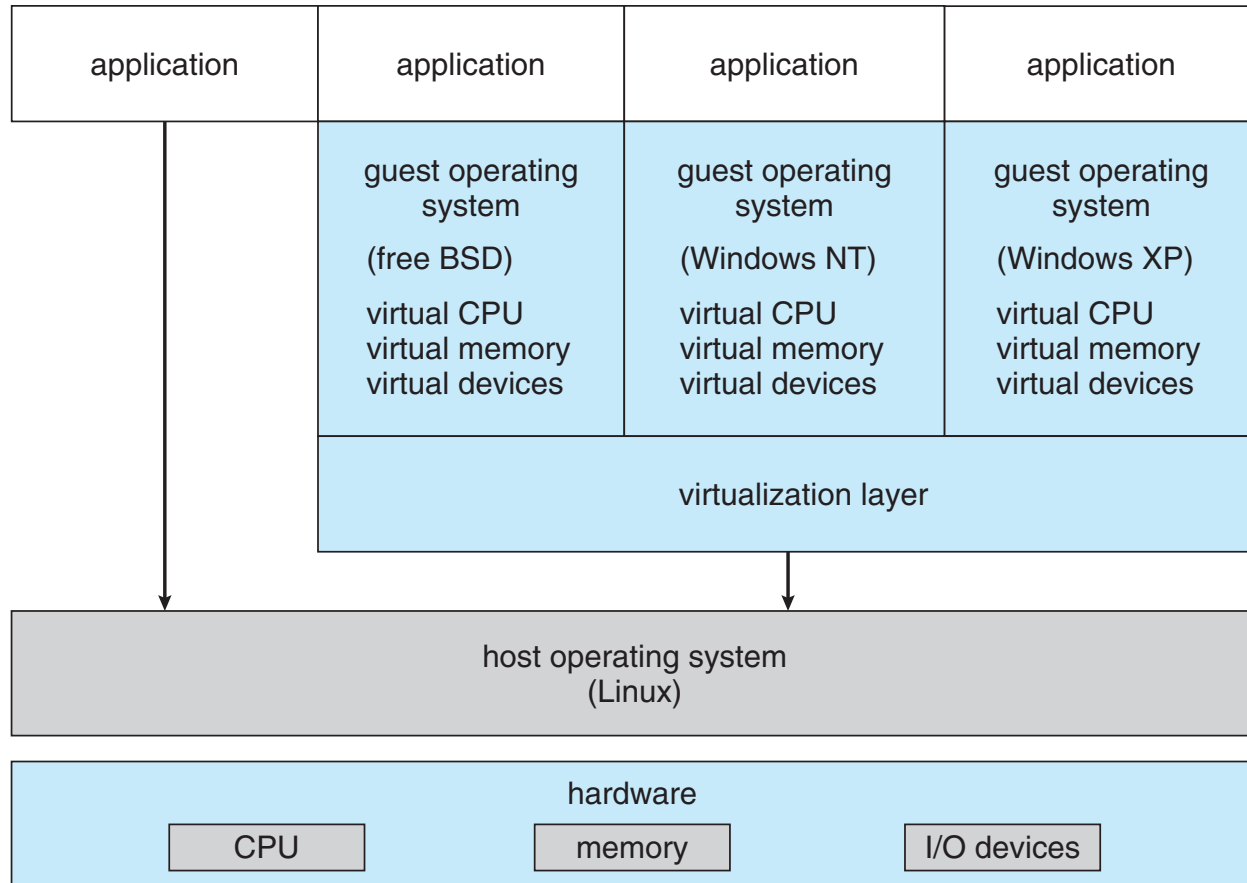 application
application
application
application
guest operating
system
(free BSD)
virtual CPU
virtual memory
virtual devices
guest operating
system
(Windows NT)
virtual CPU
virtual memory
virtual devices
guest operating
system
(Windows XP)
virtual CPU
virtual memory
virtual devices
virtualization layer
host operating system
(Linux)
hardware
CPU
memory
I/O devices